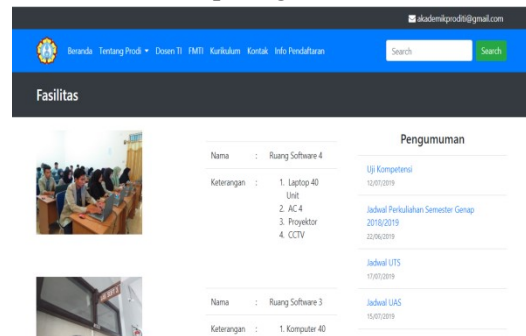 akademikproditi@gmail.com
Beranda Tentang Prodi Dosen TI FMTI Kurikulum Kontak Info Pendaftaran Search Search
Fasilitas
Nama : Ruang Software 4
Keterangan : 1. Laptop 40
Unit
2. AC 4
3. Proyektor
4. CCTV
Nama : Ruang Software 3
Keterangan : 1. Komputer 40
Pengumuman
Uji Kompetensi
12/07/2019
Jadwal Perkuliahan Semester Genap
2018/2019
22/06/2019
Jadwal UTS
17/07/2019
Jadwal UAS
15/07/2019